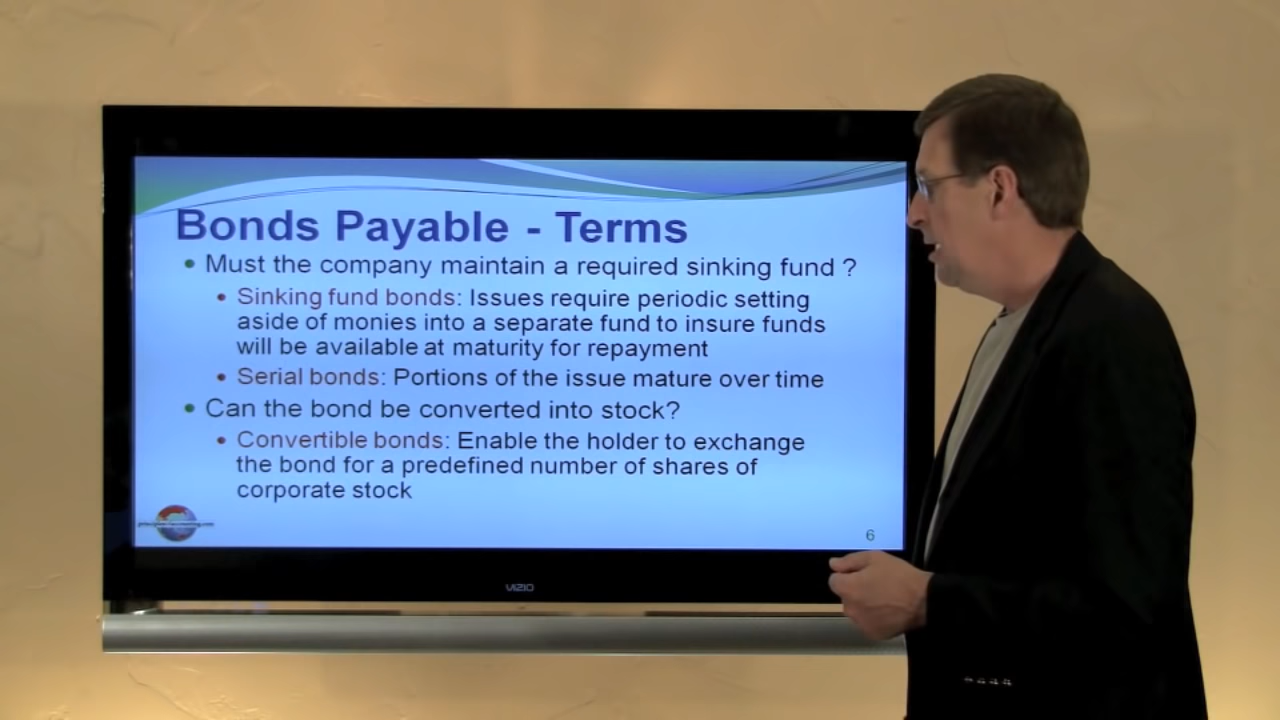 Bonds Payable - Terms
• Must the company maintain a required sinking fund ?
• Sinking fund bonds: Issues require periodic setting
aside of monies into a separate fund to insure funds
will be available at maturity for repayment
• Serial bonds: Portions of the issue mature over time
• Can the bond be converted into stock?
• Convertible bonds: Enable the holder to exchange
the bond for a predefined number of shares of
corporate stock
6
VIZIO